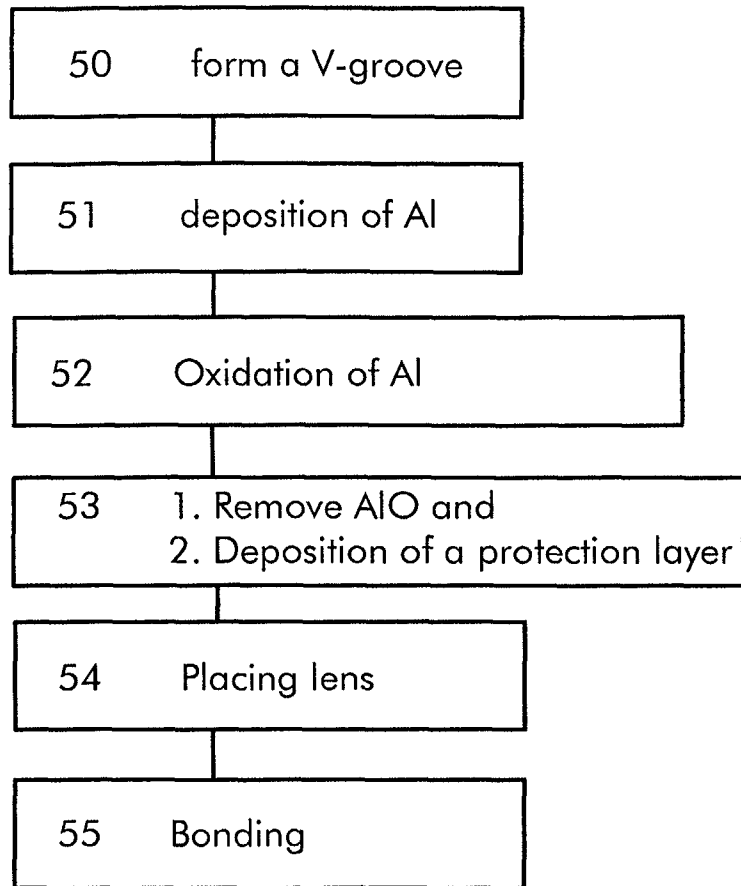 50 form a V-groove
51 deposition of Al
52 Oxidation of Al
53 1. Remove AlO and
2. Deposition of a protection layer
54 Placing lens
55 Bonding